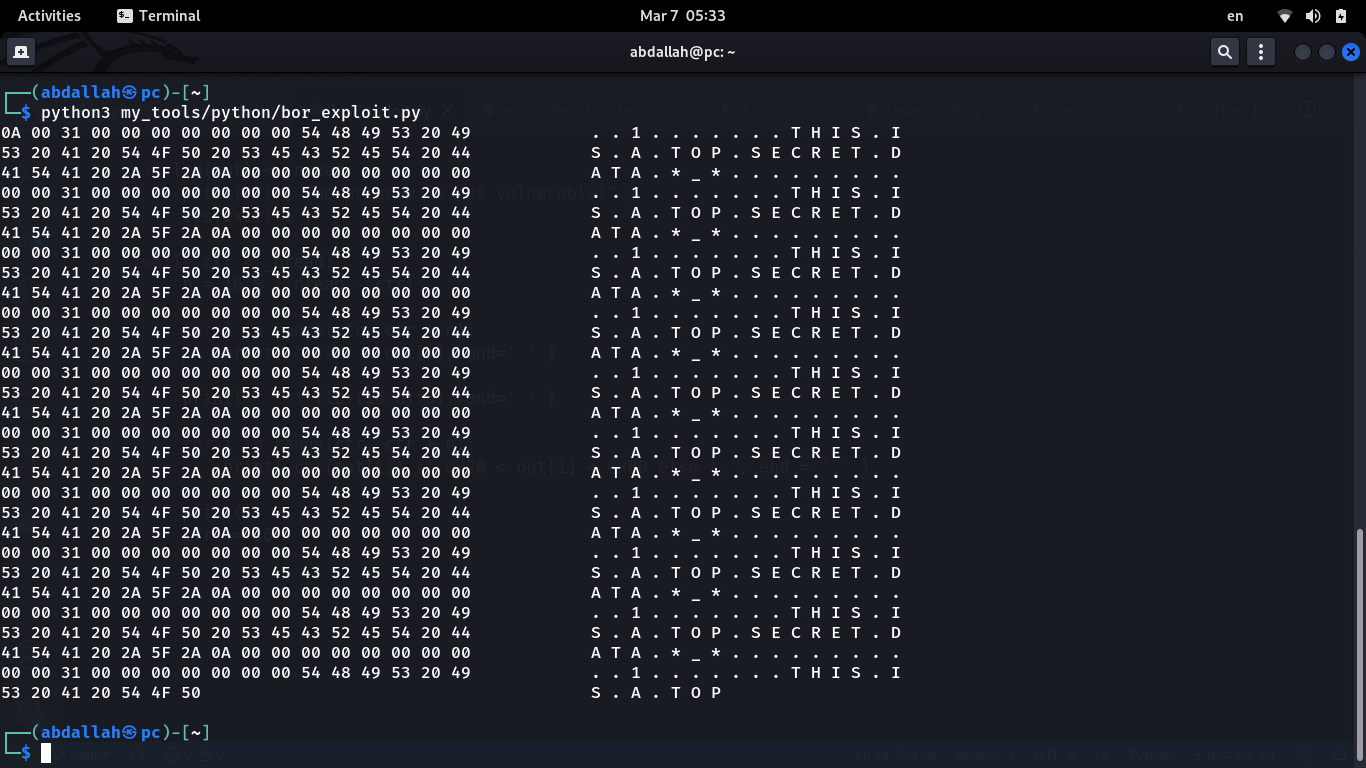 Activities Terminal Mar 7 05:33 en
abdallah@pc: ~
┌──(abdallah㉿pc)-[~]
└─$ python3 my_tools/python/bor_exploit.py
0A 00 31 00 00 00 00 00 00 00 54 48 49 53 20 49 . . 1 . . . . . . . T H I S . I
53 20 41 20 54 4F 50 20 53 45 43 52 45 54 20 44 S . A . T O P . S E C R E T . D
41 54 41 20 2A 5F 2A 0A 00 00 00 00 00 00 00 00 A T A . * _ * . . . . . . . . .
00 00 31 00 00 00 00 00 00 00 54 48 49 53 20 49 . . 1 . . . . . . . T H I S . I
53 20 41 20 54 4F 50 20 53 45 43 52 45 54 20 44 S . A . T O P . S E C R E T . D
41 54 41 20 2A 5F 2A 0A 00 00 00 00 00 00 00 00 A T A . * _ * . . . . . . . . .
00 00 31 00 00 00 00 00 00 00 54 48 49 53 20 49 . . 1 . . . . . . . T H I S . I
53 20 41 20 54 4F 50 20 53 45 43 52 45 54 20 44 S . A . T O P . S E C R E T . D
41 54 41 20 2A 5F 2A 0A 00 00 00 00 00 00 00 00 A T A . * _ * . . . . . . . . .
00 00 31 00 00 00 00 00 00 00 54 48 49 53 20 49 . . 1 . . . . . . . T H I S . I
53 20 41 20 54 4F 50 20 53 45 43 52 45 54 20 44 S . A . T O P . S E C R E T . D
41 54 41 20 2A 5F 2A 0A 00 00 00 00 00 00 00 00 A T A . * _ * . . . . . . . . .
00 00 31 00 00 00 00 00 00 00 54 48 49 53 20 49 . . 1 . . . . . . . T H I S . I
53 20 41 20 54 4F 50 20 53 45 43 52 45 54 20 44 S . A . T O P . S E C R E T . D
41 54 41 20 2A 5F 2A 0A 00 00 00 00 00 00 00 00 A T A . * _ * . . . . . . . . .
00 00 31 00 00 00 00 00 00 00 54 48 49 53 20 49 . . 1 . . . . . . . T H I S . I
53 20 41 20 54 4F 50 20 53 45 43 52 45 54 20 44 S . A . T O P . S E C R E T . D
41 54 41 20 2A 5F 2A 0A 00 00 00 00 00 00 00 00 A T A . * _ * . . . . . . . . .
00 00 31 00 00 00 00 00 00 00 54 48 49 53 20 49 . . 1 . . . . . . . T H I S . I
53 20 41 20 54 4F 50 20 53 45 43 52 45 54 20 44 S . A . T O P . S E C R E T . D
41 54 41 20 2A 5F 2A 0A 00 00 00 00 00 00 00 00 A T A . * _ * . . . . . . . . .
00 00 31 00 00 00 00 00 00 00 54 48 49 53 20 49 . . 1 . . . . . . . T H I S . I
53 20 41 20 54 4F 50 20 53 45 43 52 45 54 20 44 S . A . T O P . S E C R E T . D
41 54 41 20 2A 5F 2A 0A 00 00 00 00 00 00 00 00 A T A . * _ * . . . . . . . . .
00 00 31 00 00 00 00 00 00 00 54 48 49 53 20 49 . . 1 . . . . . . . T H I S . I
53 20 41 20 54 4F 50 20 53 45 43 52 45 54 20 44 S . A . T O P . S E C R E T . D
41 54 41 20 2A 5F 2A 0A 00 00 00 00 00 00 00 00 A T A . * _ * . . . . . . . . .
00 00 31 00 00 00 00 00 00 00 54 48 49 53 20 49 . . 1 . . . . . . . T H I S . I
53 20 41 20 54 4F 50 S . A . T O P
┌──(abdallah㉿pc)-[~]
└─$